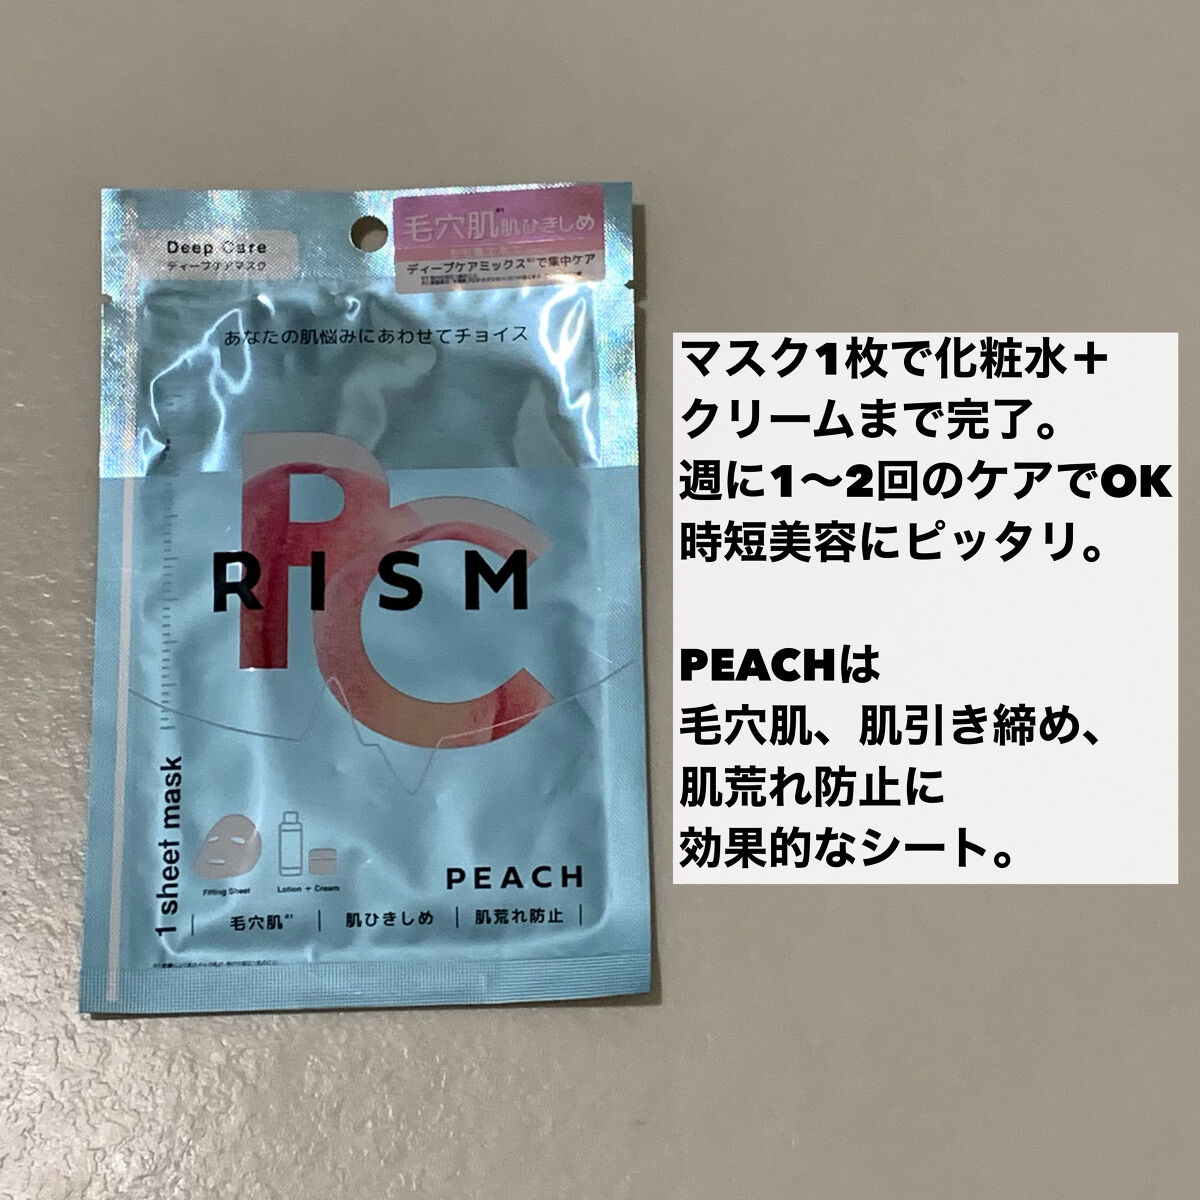 Deep Care
ディープケアマスク
毛穴肌※1肌ひきしめ
ディープケアミックス※2で集中ケア
あなたの肌悩みにあわせてチョイス
PC
RISM
1 sheet mask
Fitting Sheet
Lotion + Cream
PEACH
毛穴肌※1
肌ひきしめ
肌荒れ防止
マスク1枚で化粧水＋
クリームまで完了。
週に1〜2回のケアでOK
時短美容にピッタリ。
PEACHは
毛穴肌、肌引き締め、
肌荒れ防止に
効果的なシート。